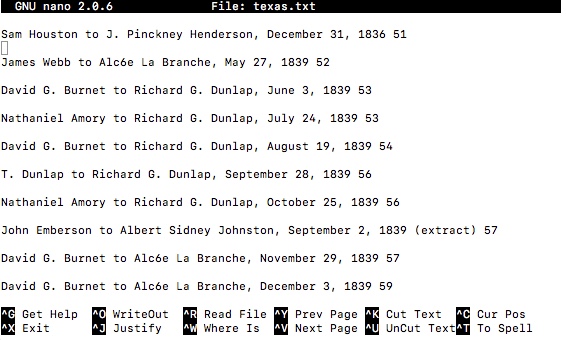 GNU nano 2.0.6 File: texas.txt
Sam Houston to J. Pinckney Henderson, December 31, 1836 51
James Webb to Alc6e La Branche, May 27, 1839 52
David G. Burnet to Richard G. Dunlap, June 3, 1839 53
Nathaniel Amory to Richard G. Dunlap, July 24, 1839 53
David G. Burnet to Richard G. Dunlap, August 19, 1839 54
T. Dunlap to Richard G. Dunlap, September 28, 1839 56
Nathaniel Amory to Richard G. Dunlap, October 25, 1839 56
John Emberson to Albert Sidney Johnston, September 2, 1839 (extract) 57
David G. Burnet to Alc6e La Branche, November 29, 1839 57
David G. Burnet to Alc6e La Branche, December 3, 1839 59
^G Get Help ^O WriteOut ^R Read File ^Y Prev Page ^K Cut Text ^C Cur Pos
^X Exit ^J Justify ^W Where Is ^V Next Page ^U UnCut Text ^T To Spell